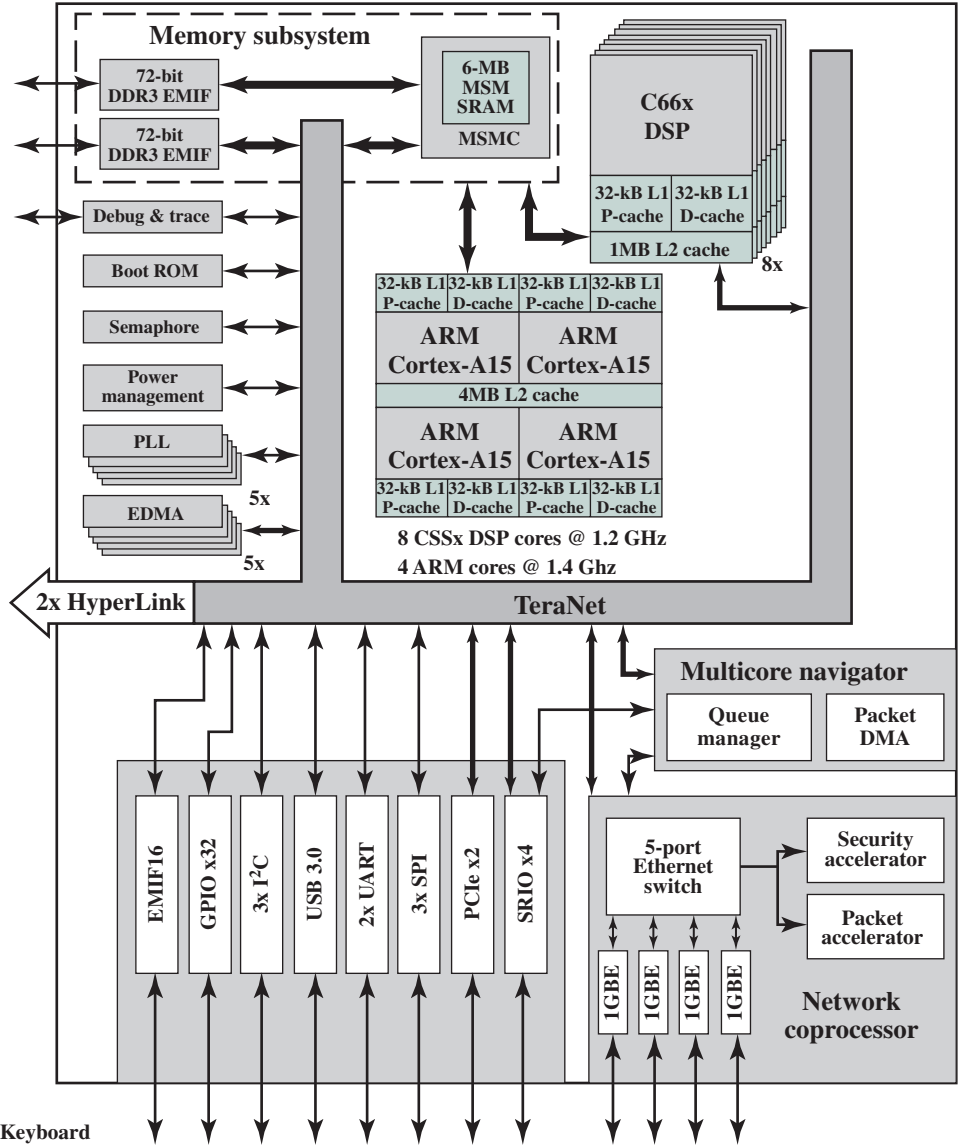 Memory subsystem
72-bit
DDR3 EMIF
72-bit
DDR3 EMIF
6-MB
MSM
SRAM
MSMC
C66x
DSP
32-kB L1
P-cache
32-kB L1
D-cache
1MB L2 cache
8x
Debug & trace
Boot ROM
Semaphore
Power
management
PLL
5x
EDMA
5x
32-kB L1
P-cache
32-kB L1
D-cache
32-kB L1
P-cache
32-kB L1
D-cache
ARM
Cortex-A15
ARM
Cortex-A15
4MB L2 cache
ARM
Cortex-A15
ARM
Cortex-A15
32-kB L1
P-cache
32-kB L1
D-cache
32-kB L1
P-cache
32-kB L1
D-cache
8 CSSx DSP cores @ 1.2 GHz
4 ARM cores @ 1.4 Ghz
2x HyperLink
TeraNet
Multicore navigator
Queue
manager
Packet
DMA
EMIF16
GPIO x32
3x I²C
USB 3.0
2x UART
3x SPI
PCIe x2
SRIO x4
5-port
Ethernet
switch
Security
accelerator
Packet
accelerator
1GBE
1GBE
1GBE
1GBE
Network
coprocessor
Keyboard